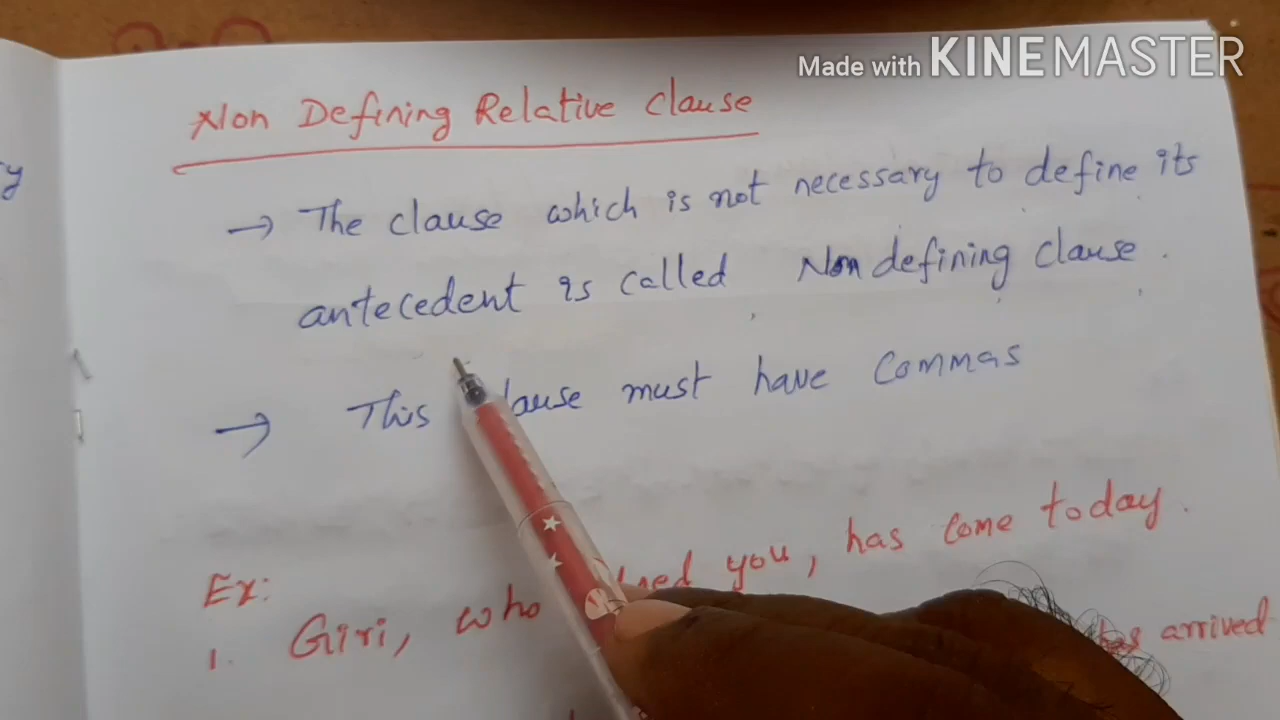 Made with KINEMASTER
Non Defining Relative Clause
y
→ The clause which is not necessary to define its
antecedent is called Non defining clause.
→ This clause must have commas
Ex:
1. Giri, who you, has come today.
arrived